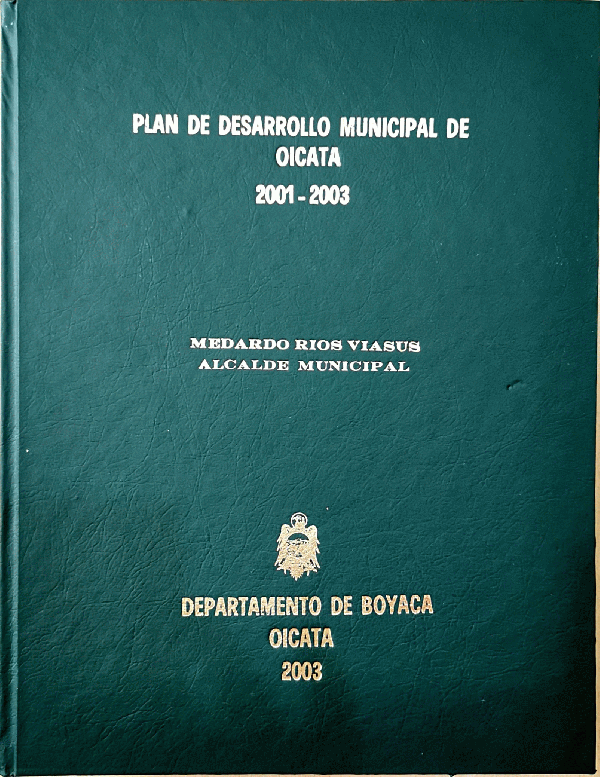 PLAN DE DESARROLLO MUNICIPAL DE
OICATA
2001 - 2003
MEDARDO RIOS VIASUS
ALCALDE MUNICIPAL
DEPARTAMENTO DE BOYACA
OICATA
2003